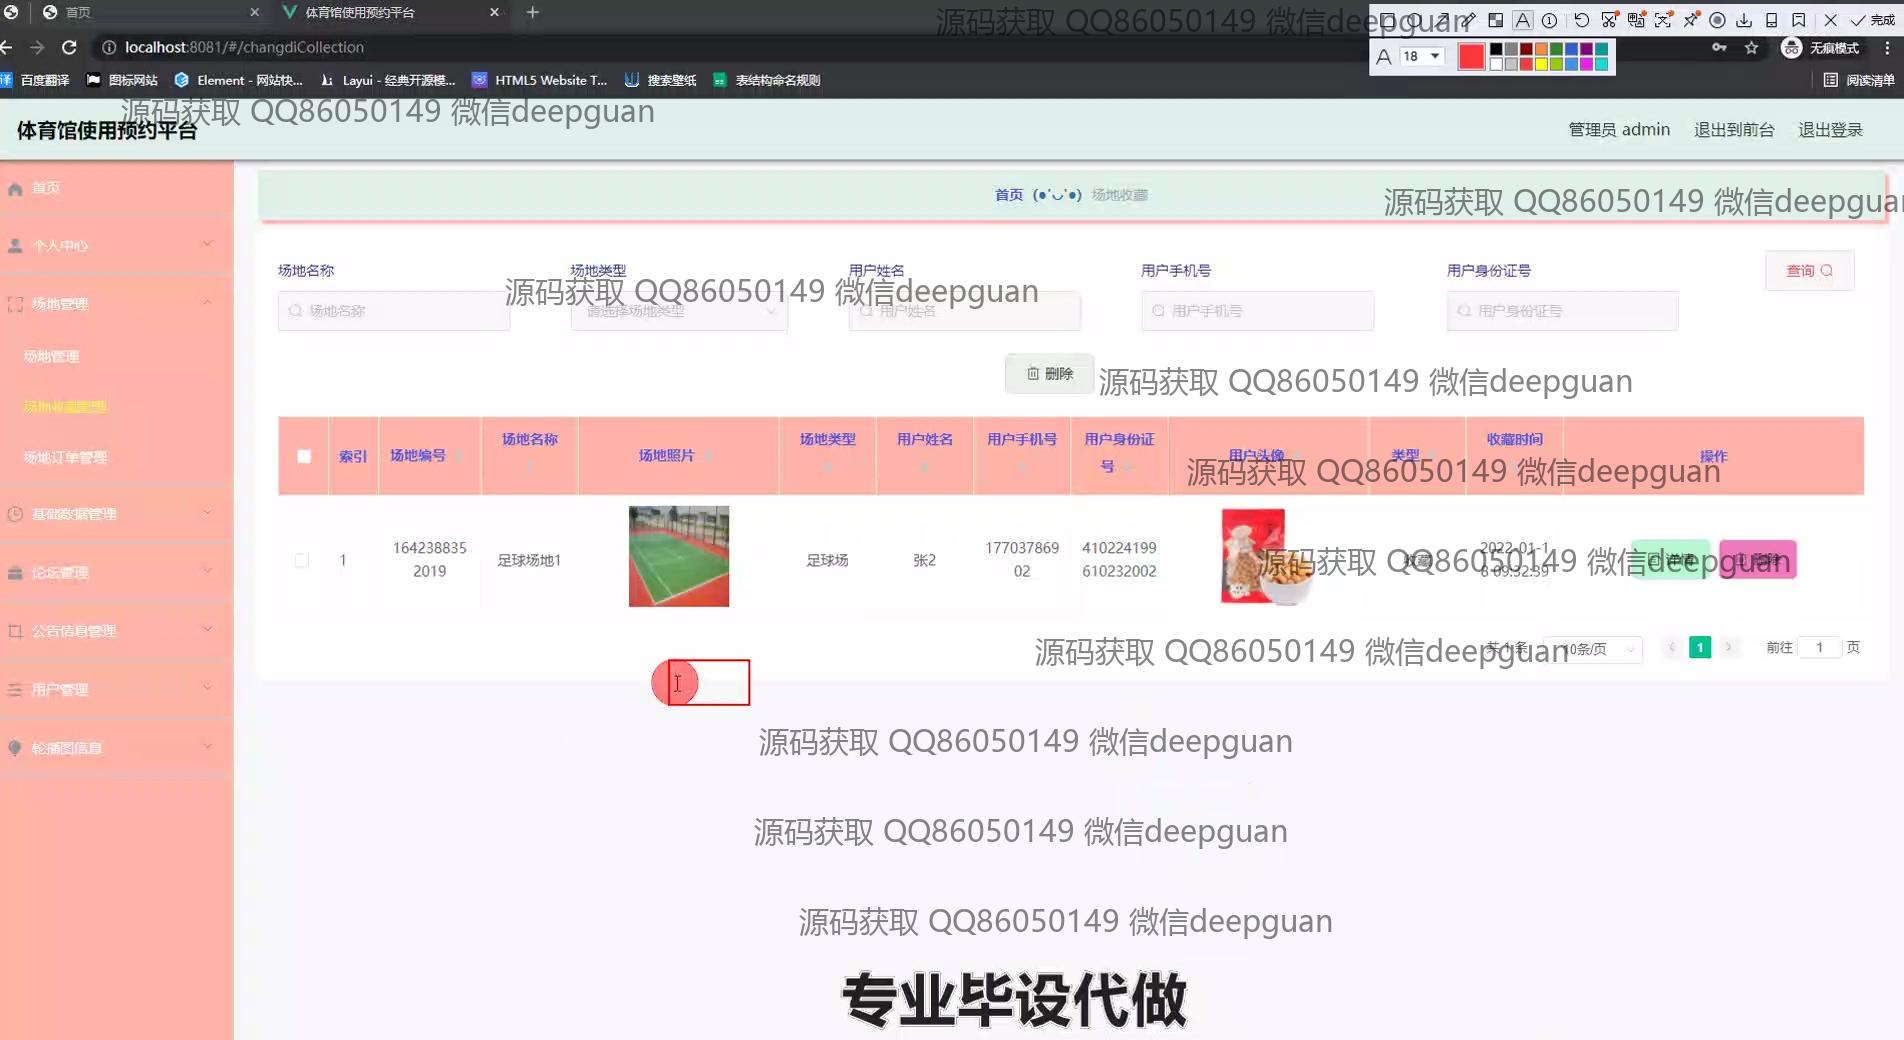 首页
体育馆使用预约平台
源码获取 QQ86050149 微信deepguan
完成
localhost:8081/#/changdiCollection
A 18
无痕模式
译 百度翻译 图标网站 Element - 网站快... Layui - 经典开源模... HTML5 Website T... 搜索壁纸 表结构命名规则 阅读清单
源码获取 QQ86050149 微信deepguan
体育馆使用预约平台
管理员 admin 退出到前台 退出登录
首页
个人中心
场地管理
场地管理
场地收藏管理
场地订单管理
基础数据管理
论坛管理
公告信息管理
用户管理
轮播图信息
首页 (●'◡'●) 场地收藏
源码获取 QQ86050149 微信deepguan
场地名称 场地类型 用户姓名 用户手机号 用户身份证号
查询
源码获取 QQ86050149 微信deepguan
场地名称 请选择场地类型 用户姓名 用户手机号 用户身份证号
删除
源码获取 QQ86050149 微信deepguan
索引 场地编号 场地名称 场地照片 场地类型 用户姓名 用户手机号 用户身份证号 用户头像 类型 收藏时间 操作
源码获取 QQ86050149 微信deepguan
1 1642388352019 足球场地1 足球场 张2 17703786902 410224199610232002 收藏 2022-01-18 09:32:39 详情 删除
源码获取 QQ86050149 微信deepguan
共 1 条 10条/页 1 前往 1 页
源码获取 QQ86050149 微信deepguan
源码获取 QQ86050149 微信deepguan
源码获取 QQ86050149 微信deepguan
源码获取 QQ86050149 微信deepguan
专业毕设代做